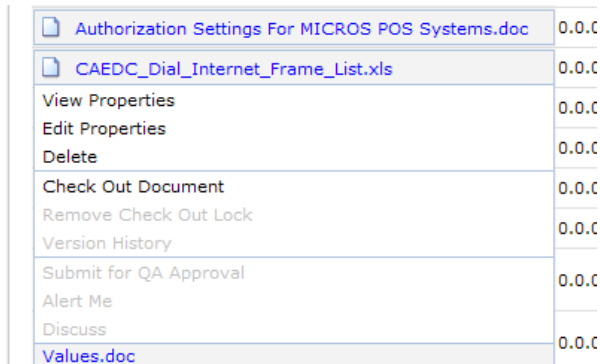 Authorization Settings For MICROS POS Systems.doc 0.0.0
CAEDC_Dial_Internet_Frame_List.xls 0.0.0
View Properties 0.0.0
Edit Properties
Delete 0.0.0
Check Out Document 0.0.0
Remove Check Out Lock 0.0.0
Version History
Submit for QA Approval 0.0.0
Alert Me
Discuss 0.0.0
Values.doc